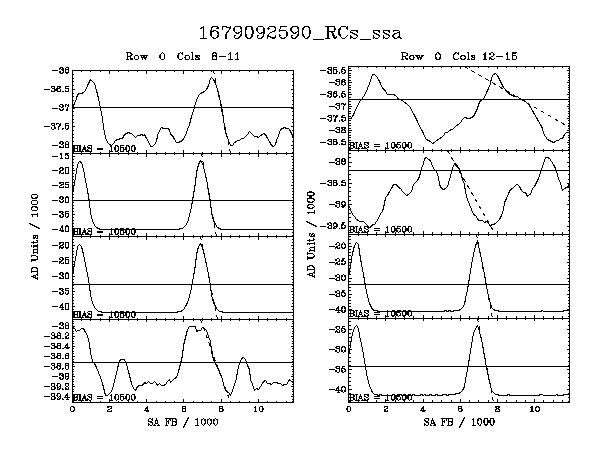 1679092590_RCs_ssa
Row 0 Cols 8-11
Row 0 Cols 12-15
-36
-36.5
-37
-37.5
-38
BIAS = 10500
-15
-20
-25
-30
-35
-40
BIAS = 10500
-20
-30
-40
BIAS = 10500
-38
-38.2
-38.4
-38.6
-38.8
-39
-39.2
-39.4
BIAS = 10500
0 2 4 6 8 10
SA FB / 1000
AD Units / 1000
-35.5
-36
-36.5
-37
-37.5
-38
-38.5
BIAS = 10500
-38
-38.5
-39
-39.5
BIAS = 10500
-20
-25
-30
-35
-40
BIAS = 10500
-25
-30
-35
-40
BIAS = 10500
0 2 4 6 8 10
SA FB / 1000
AD Units / 1000